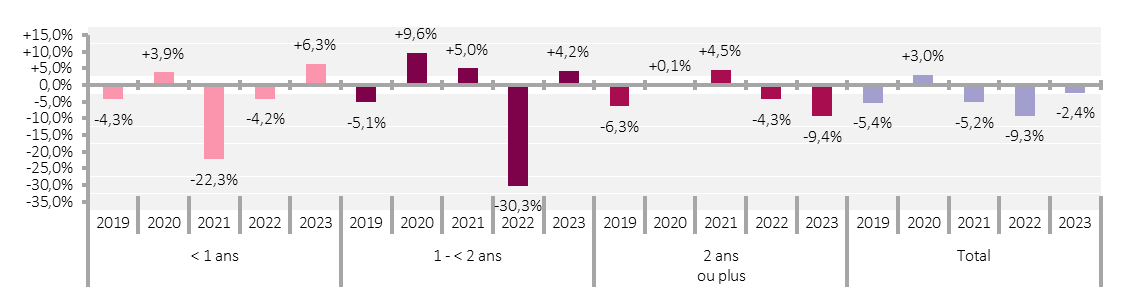 +15,0%
+10,0%
+5,0%
0,0%
-5,0%
-10,0%
-15,0%
-20,0%
-25,0%
-30,0%
-35,0%
-4,3% +3,9% -22,3% -4,2% +6,3% -5,1% +9,6% +5,0% -30,3% +4,2% -6,3% +0,1% +4,5% -4,3% -9,4% -5,4% +3,0% -5,2% -9,3% -2,4%
2019 2020 2021 2022 2023 2019 2020 2021 2022 2023 2019 2020 2021 2022 2023 2019 2020 2021 2022 2023
< 1 ans 1 - < 2 ans 2 ans Total
ou plus